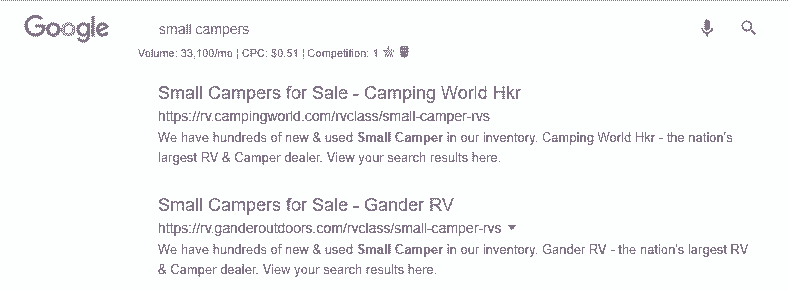 Google
small campers
Volume: 33,100/mo | CPC: $0.51 | Competition: 1
Small Campers for Sale - Camping World Hkr
https://rv.campingworld.com/rvclass/small-camper-rvs
We have hundreds of new & used Small Camper in our inventory. Camping World Hkr - the nation's
largest RV & Camper dealer. View your search results here.
Small Campers for Sale - Gander RV
https://rv.ganderoutdoors.com/rvclass/small-camper-rvs
We have hundreds of new & used Small Camper in our inventory. Gander RV - the nation's largest RV
& Camper dealer. View your search results here.